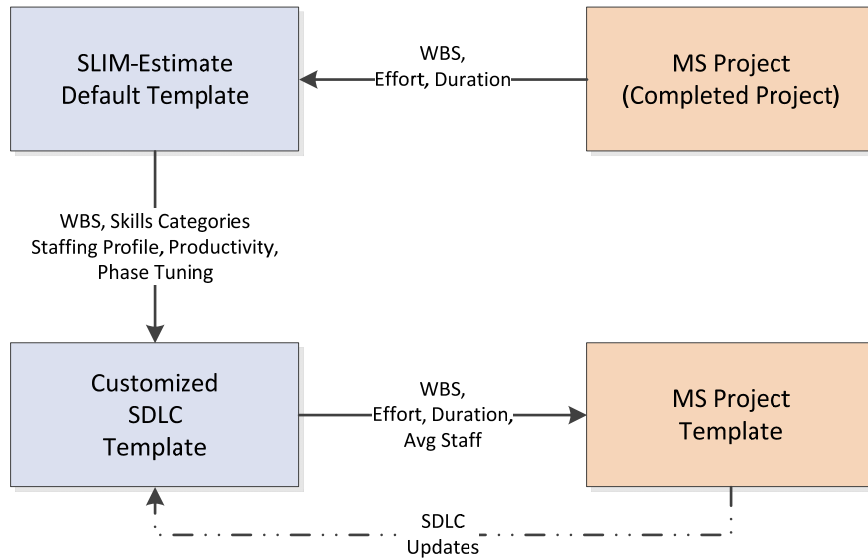 SLIM-Estimate
Default Template
WBS,
Effort, Duration
MS Project
(Completed Project)
WBS, Skills Categories
Staffing Profile, Productivity,
Phase Tuning
Customized
SDLC
Template
WBS,
Effort, Duration,
Avg Staff
MS Project
Template
SDLC
Updates